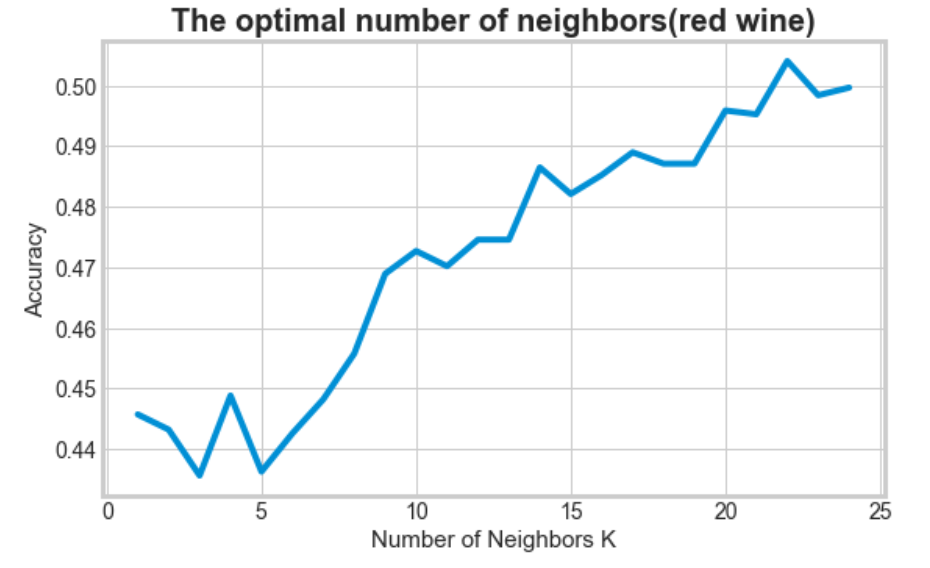 The optimal number of neighbors(red wine)
Accuracy
0.50
0.49
0.48
0.47
0.46
0.45
0.44
0 5 10 15 20 25
Number of Neighbors K